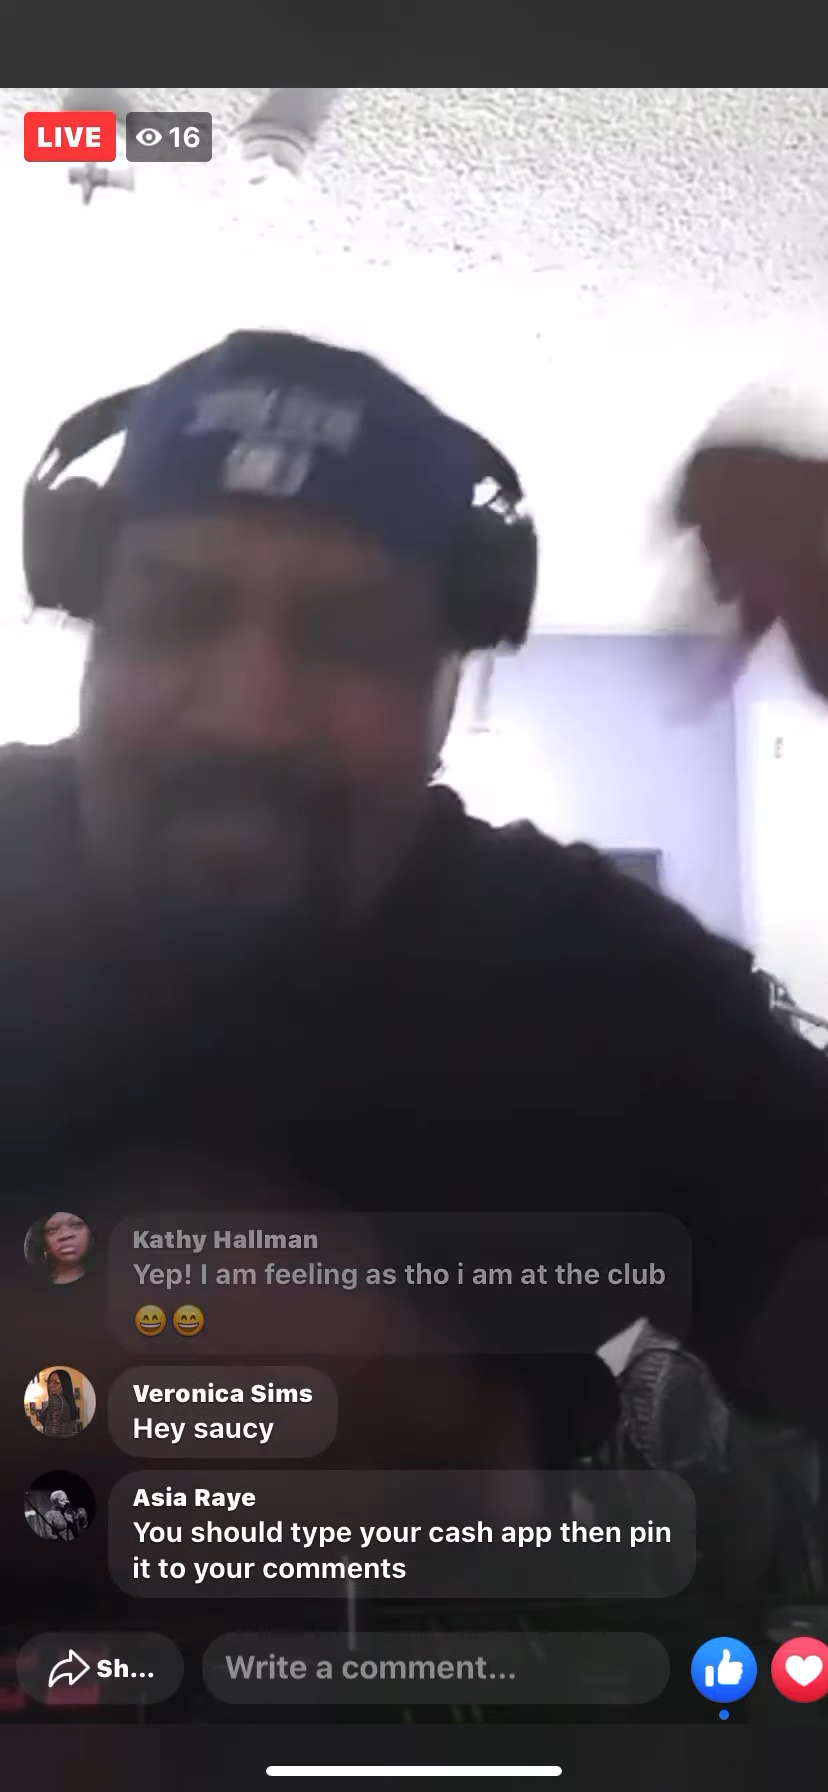 LIVE 16
Kathy Hallman
Yep! I am feeling as tho i am at the club
😄😄
Veronica Sims
Hey saucy
Asia Raye
You should type your cash app then pin
it to your comments
Sh...
Write a comment...